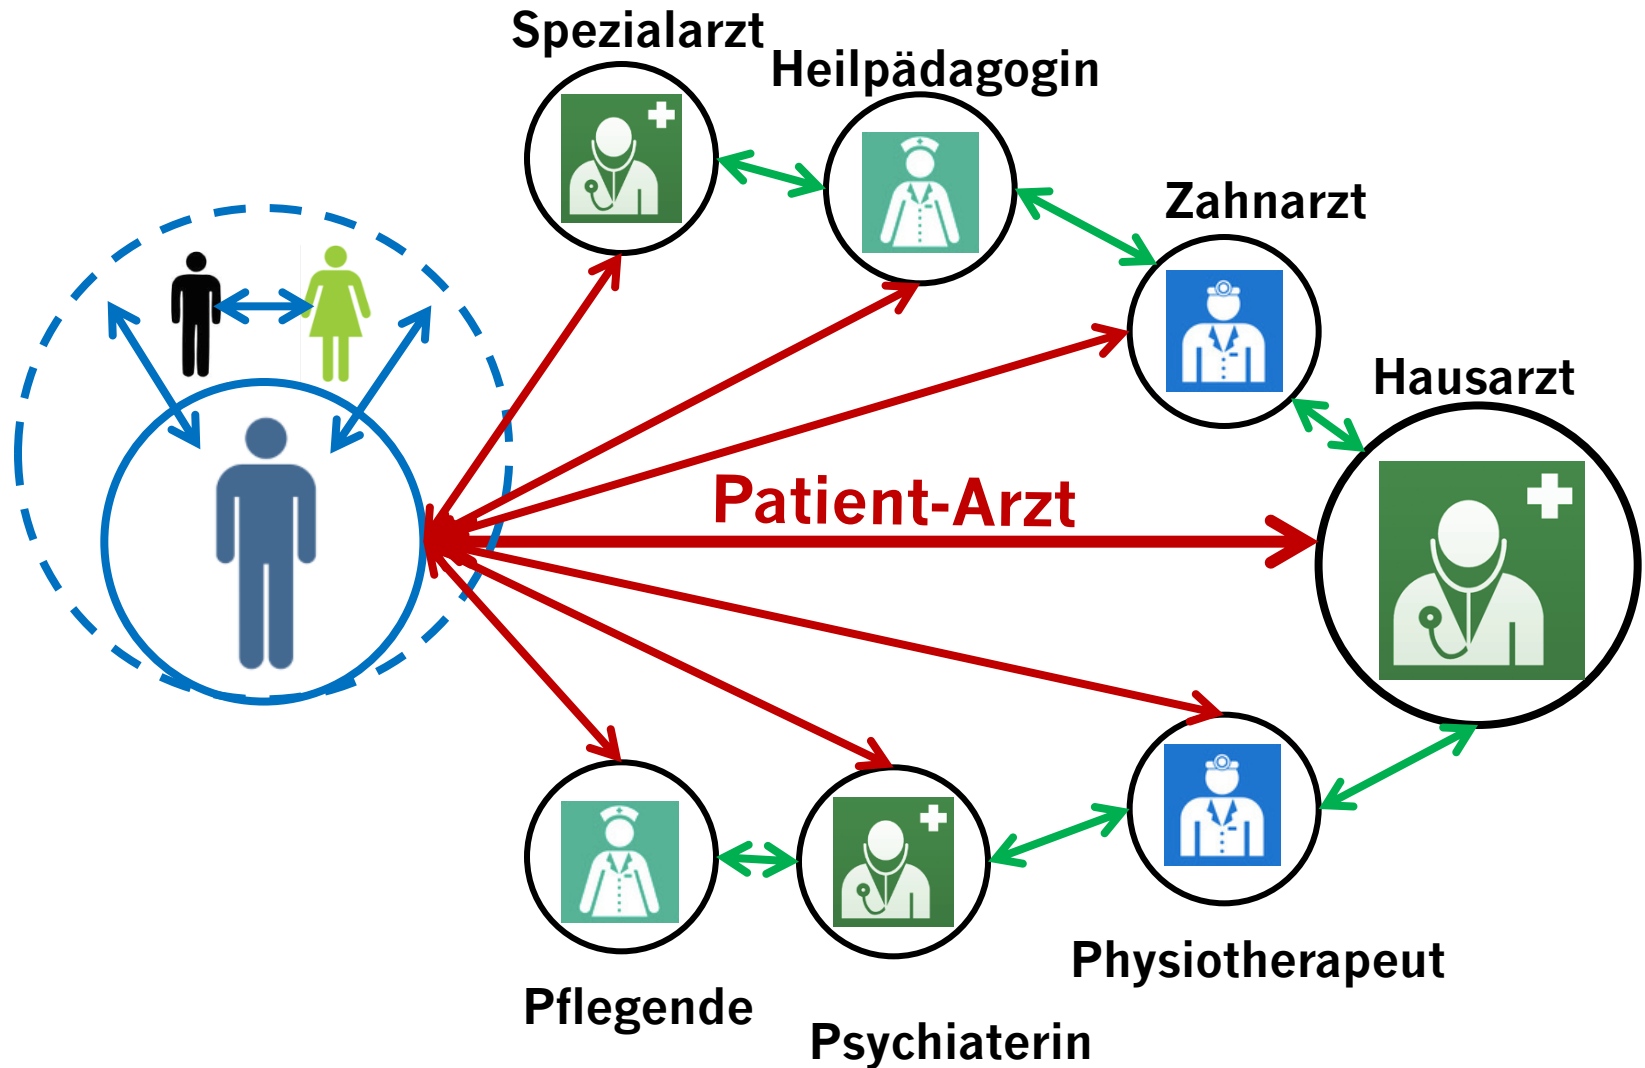 Spezialarzt
Heilpädagogin
Zahnarzt
Hausarzt
Patient-Arzt
Physiotherapeut
Pflegende
Psychiaterin